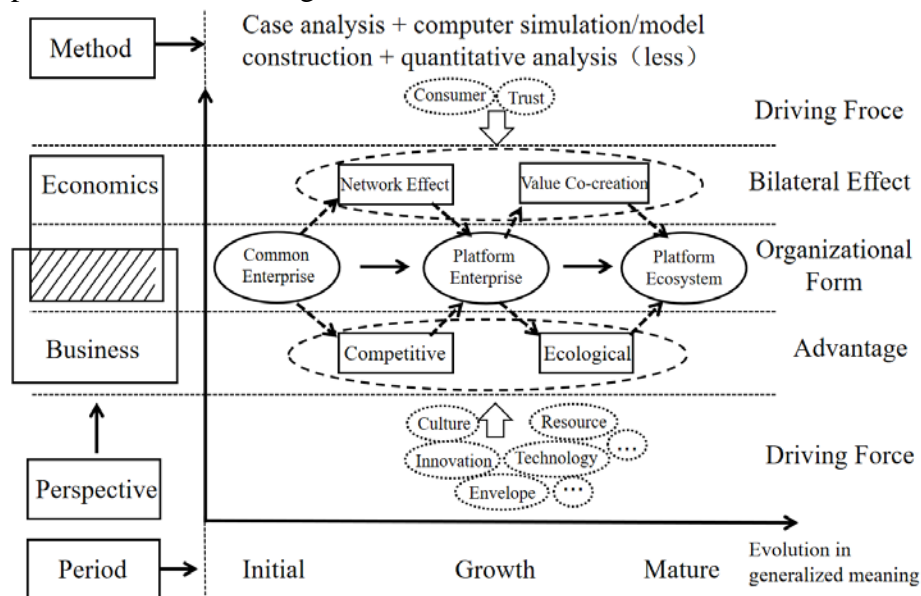 Method
Case analysis + computer simulation/model
construction + quantitative analysis（less）
Consumer
Trust
Driving Froce
Economics
Network Effect
Value Co-creation
Bilateral Effect
Common
Enterprise
Platform
Enterprise
Platform
Ecosystem
Organizational
Form
Business
Competitive
Ecological
Advantage
Culture
Resource
...
Innovation
Technology
Envelope
...
Driving Force
Perspective
Period
Initial
Growth
Mature
Evolution in
generalized meaning